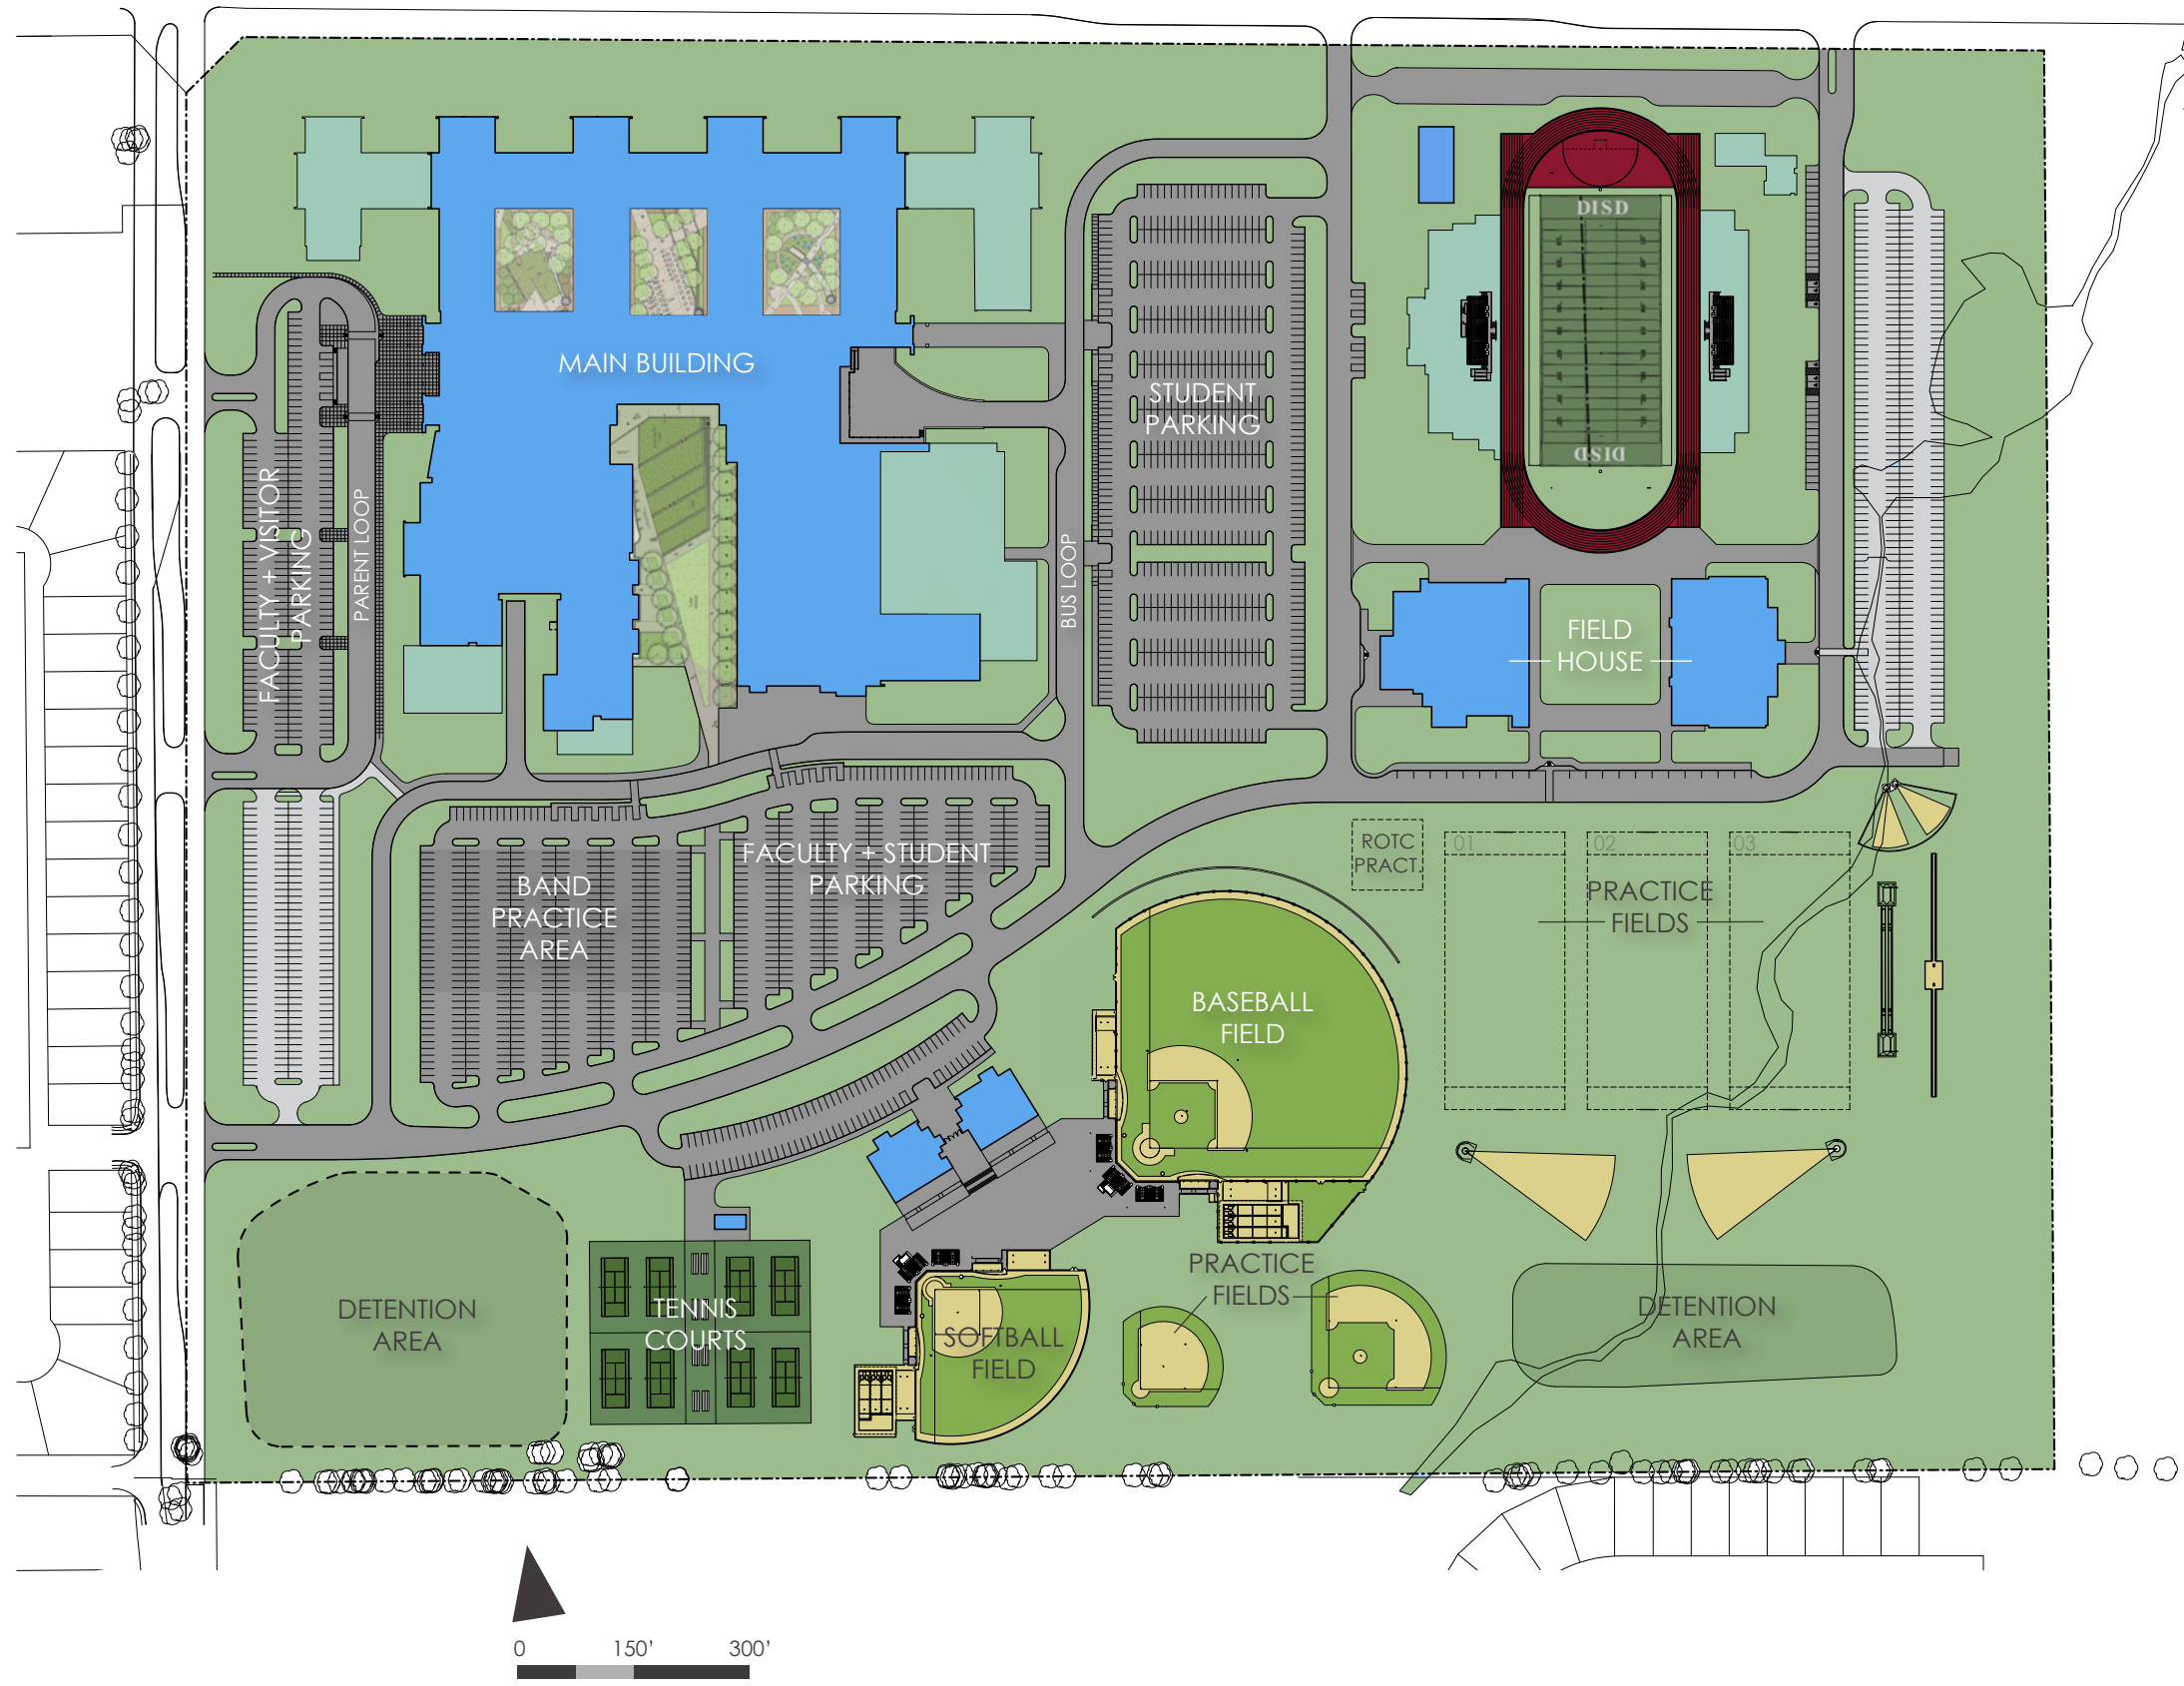 DISD
MAIN BUILDING
STUDENT
PARKING
DISD
FACULTY + VISITOR
PARKING
PARENT LOOP
BUS LOOP
FIELD
HOUSE
ROTC
PRACT.
01
02
03
PRACTICE
FIELDS
FACULTY + STUDENT
PARKING
BAND
PRACTICE
AREA
BASEBALL
FIELD
PRACTICE
FIELDS
DETENTION
AREA
TENNIS
COURTS
SOFTBALL
FIELD
DETENTION
AREA
0 150' 300'